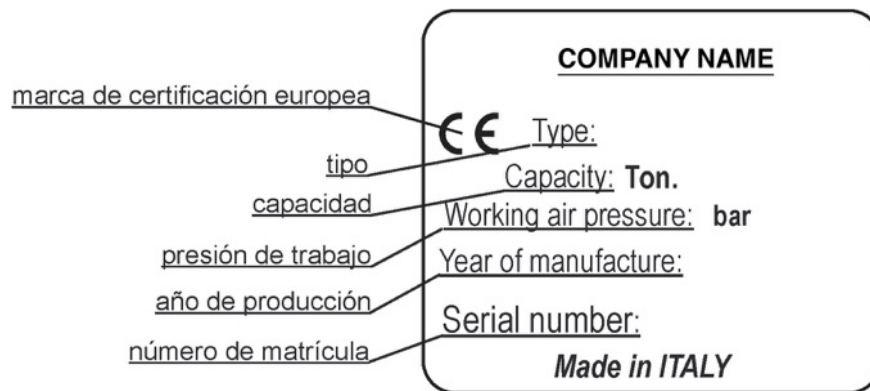 COMPANY NAME
marca de certificación europea
CE Type:
tipo
Capacity: Ton.
capacidad
Working air pressure: bar
presión de trabajo
Year of manufacture:
año de producción
Serial number:
número de matrícula
Made in ITALY